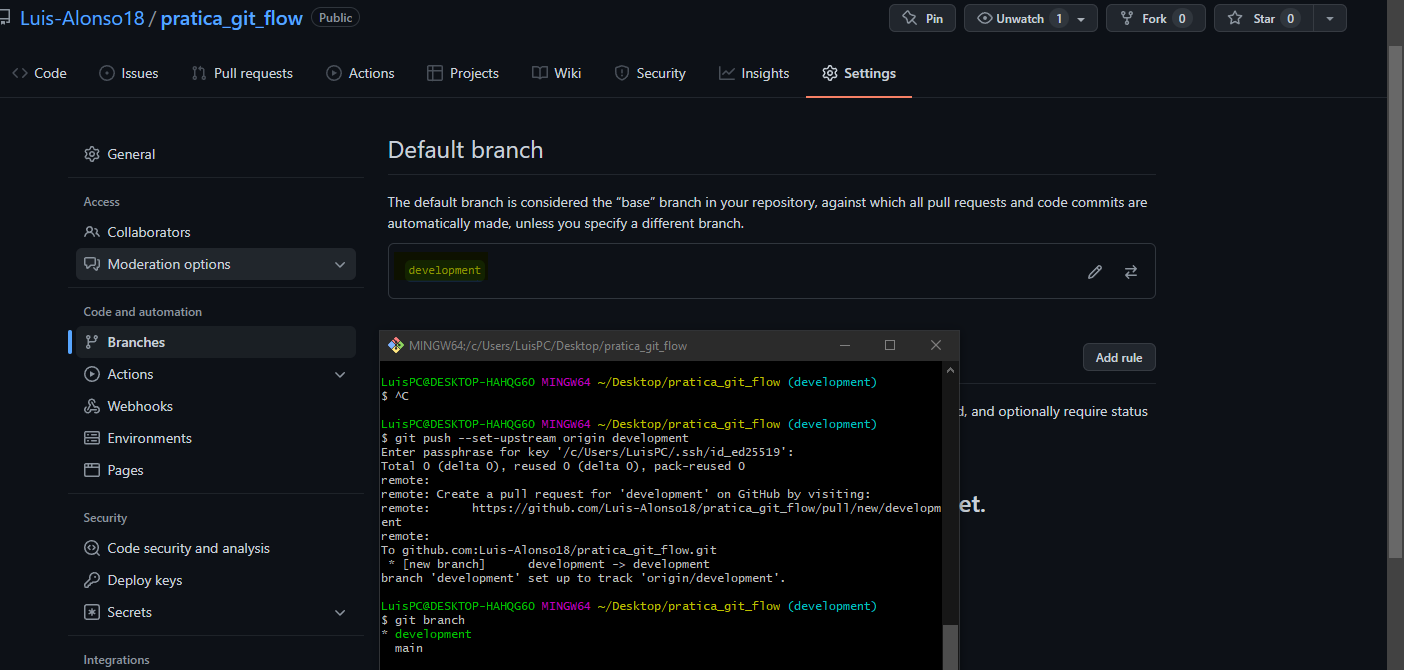 Luis-Alonso18 / pratica_git_flow Public
Pin Unwatch 1 Fork 0 Star 0
Code Issues Pull requests Actions Projects Wiki Security Insights Settings
General
Access
Collaborators
Moderation options
Code and automation
Branches
Actions
Webhooks
Environments
Pages
Security
Code security and analysis
Deploy keys
Secrets
Integrations
Default branch
The default branch is considered the “base” branch in your repository, against which all pull requests and code commits are
automatically made, unless you specify a different branch.
development
Add rule
d, and optionally require status
et.
MINGW64:/c/Users/LuisPC/Desktop/pratica_git_flow
LuisPC@DESKTOP-HAHQG6O MINGW64 ~/Desktop/pratica_git_flow (development)
$ ^C
LuisPC@DESKTOP-HAHQG6O MINGW64 ~/Desktop/pratica_git_flow (development)
$ git push --set-upstream origin development
Enter passphrase for key '/c/Users/LuisPC/.ssh/id_ed25519':
Total 0 (delta 0), reused 0 (delta 0), pack-reused 0
remote:
remote: Create a pull request for 'development' on GitHub by visiting:
remote:      https://github.com/Luis-Alonso18/pratica_git_flow/pull/new/developm
ent
remote:
To github.com:Luis-Alonso18/pratica_git_flow.git
 * [new branch]      development -> development
branch 'development' set up to track 'origin/development'.
LuisPC@DESKTOP-HAHQG6O MINGW64 ~/Desktop/pratica_git_flow (development)
$ git branch
* development
  main